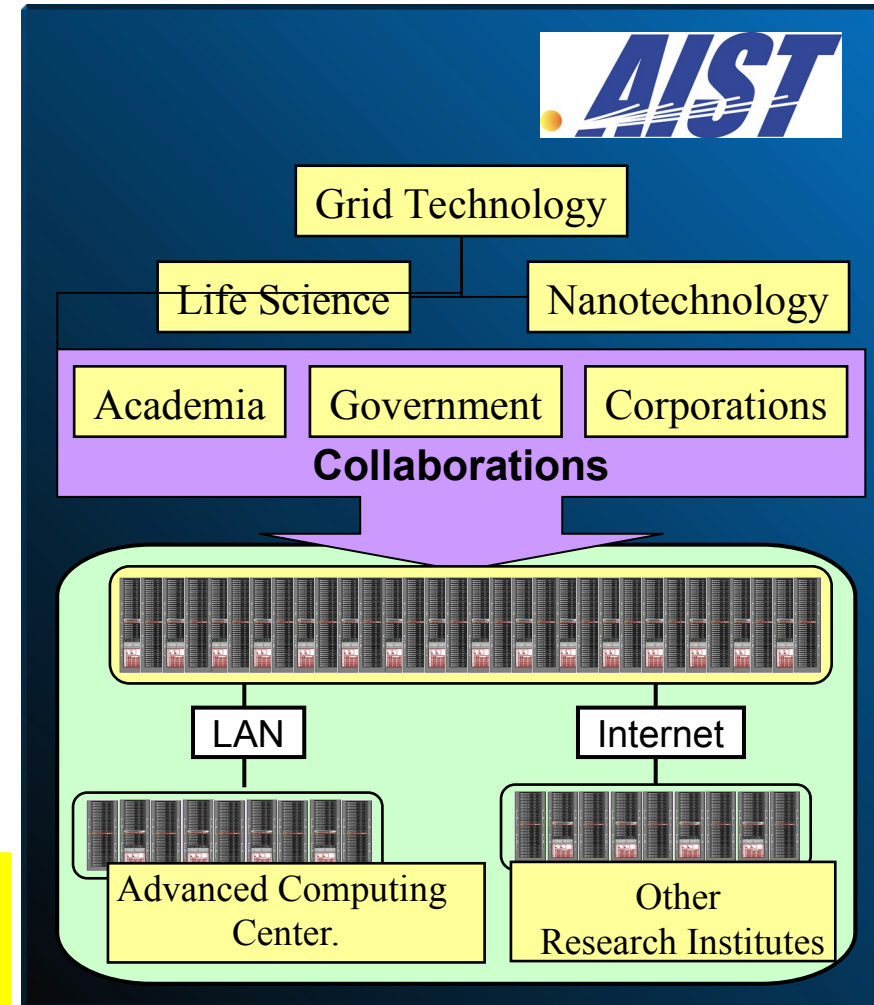 AIST
Grid Technology
Life Science
Nanotechnology
Academia
Government
Corporations
Collaborations
LAN
Internet
Advanced Computing
Center.
Other
Research Institutes